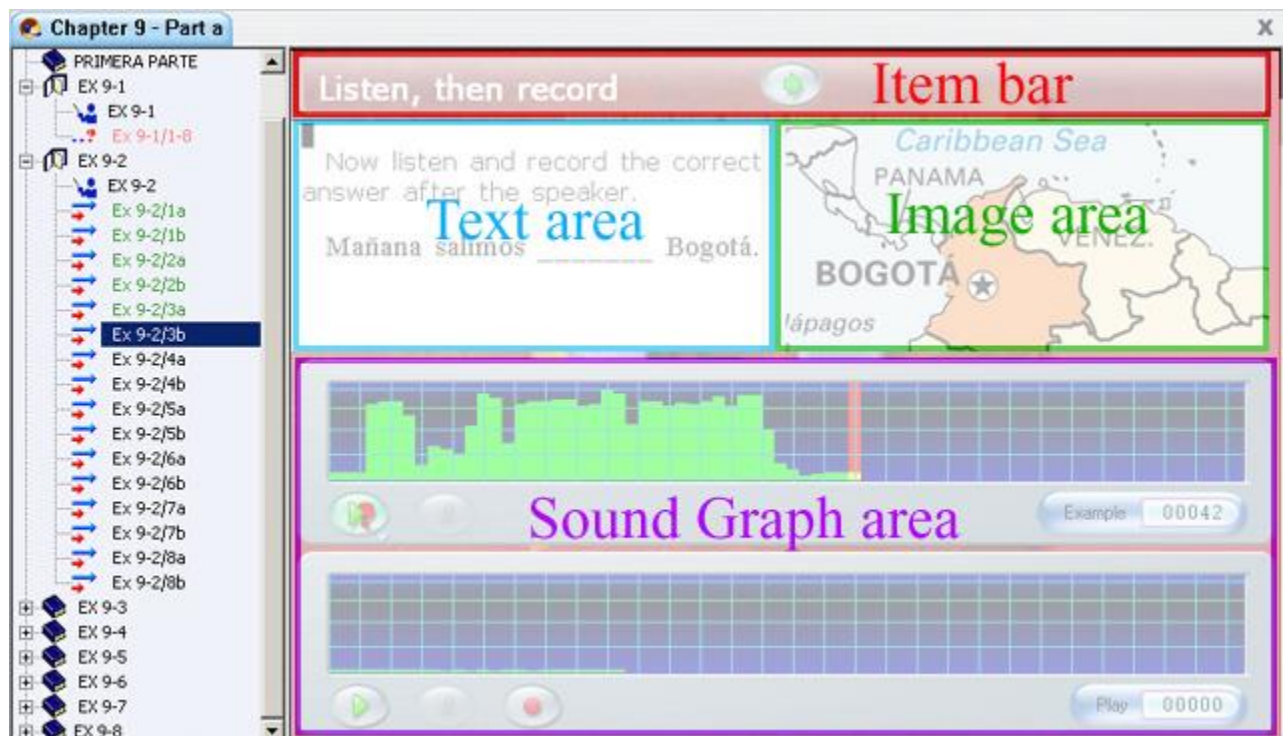 Chapter 9 - Part a
X
PRIMERA PARTE
EX 9-1
EX 9-1
Ex 9-1/1-8
EX 9-2
EX 9-2
Ex 9-2/1a
Ex 9-2/1b
Ex 9-2/2a
Ex 9-2/2b
Ex 9-2/3a
Ex 9-2/3b
Ex 9-2/4a
Ex 9-2/4b
Ex 9-2/5a
Ex 9-2/5b
Ex 9-2/6a
Ex 9-2/6b
Ex 9-2/7a
Ex 9-2/7b
Ex 9-2/8a
Ex 9-2/8b
EX 9-3
EX 9-4
EX 9-5
EX 9-6
EX 9-7
EX 9-8
Listen, then record
Item bar
Now listen and record the correct
answer after the speaker.
Text area
Mañana salimos _______ Bogotá.
Caribbean Sea
PANAMA
Image area
VENEZ.
BOGOTÁ
lápagos
Sound Graph area
Example 00042
Play 00000